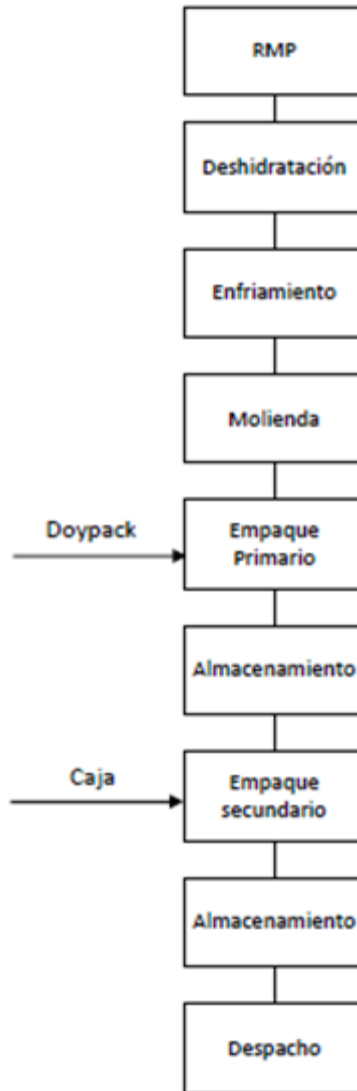 RMP
Deshidratación
Enfriamiento
Molienda
Doypack
Empaque
Primario
Almacenamiento
Caja
Empaque
secundario
Almacenamiento
Despacho